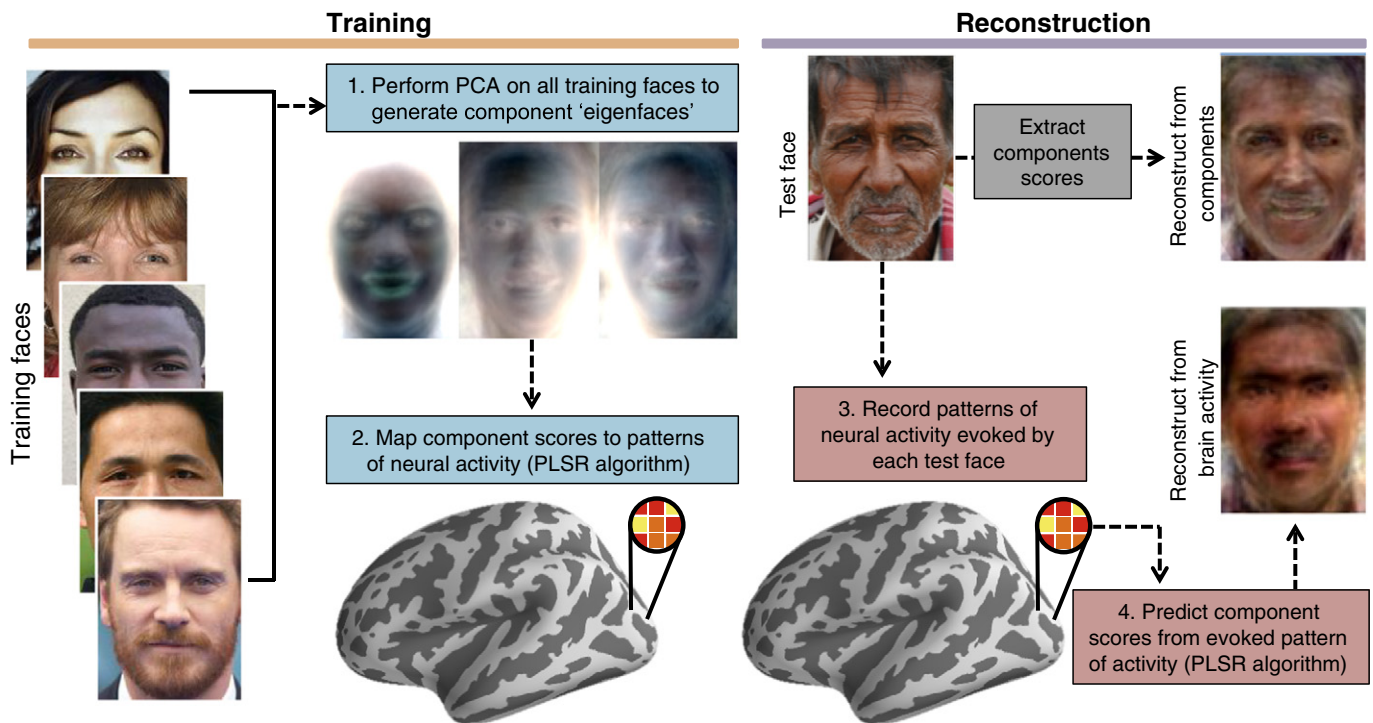 Training
Training faces
1. Perform PCA on all training faces to
generate component ‘eigenfaces’
2. Map component scores to patterns
of neural activity (PLSR algorithm)
Reconstruction
Test face
Extract
components
scores
Reconstruct from
components
3. Record patterns of
neural activity evoked by
each test face
Reconstruct from
brain activity
4. Predict component
scores from evoked pattern
of activity (PLSR algorithm)